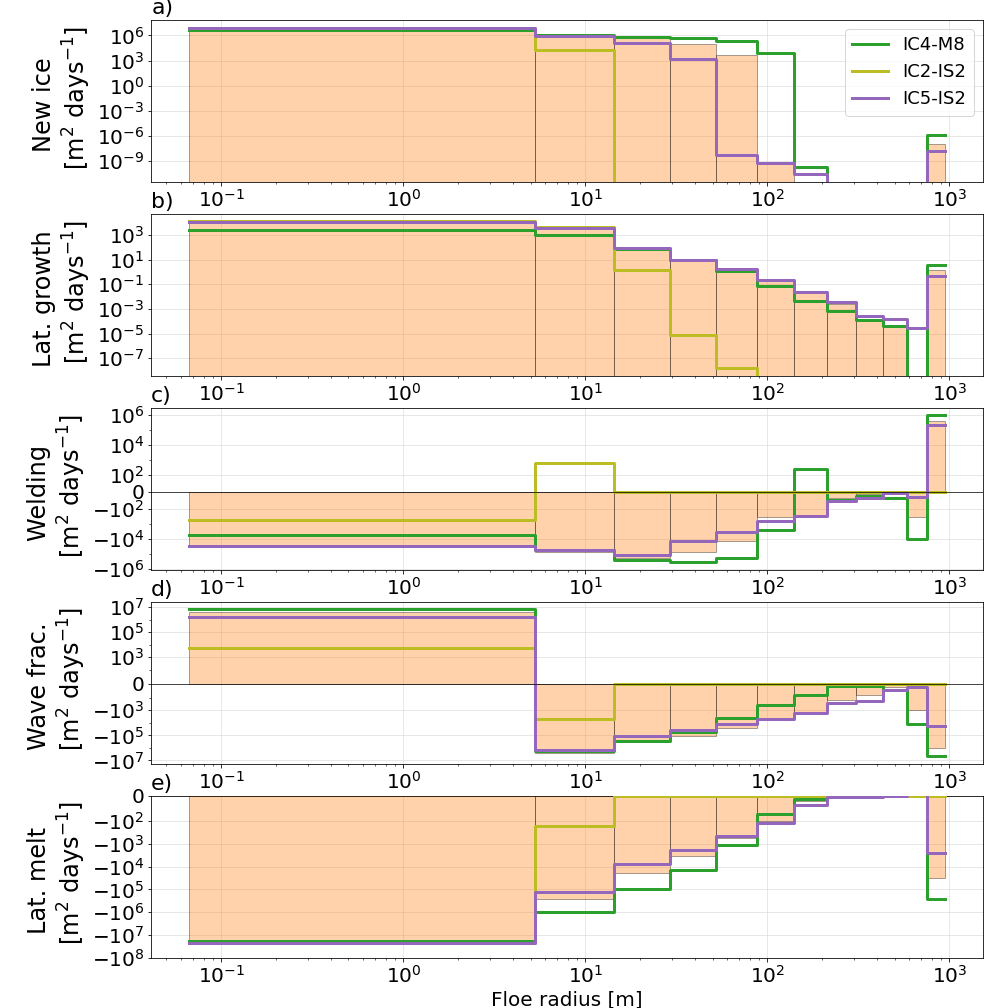 a)
New ice
[m² days⁻¹]
10⁶
10³
10⁰
10⁻³
10⁻⁶
10⁻⁹
IC4-M8
IC2-IS2
IC5-IS2
10⁻¹ 10⁰ 10¹ 10² 10³
b)
Lat. growth
[m² days⁻¹]
10³
10¹
10⁻¹
10⁻³
10⁻⁵
10⁻⁷
10⁻¹ 10⁰ 10¹ 10² 10³
c)
Welding
[m² days⁻¹]
10⁶
10⁴
10²
0
−10²
−10⁴
−10⁶
10⁻¹ 10⁰ 10¹ 10² 10³
d)
Wave frac.
[m² days⁻¹]
10⁷
10⁵
10³
0
−10³
−10⁵
−10⁷
10⁻¹ 10⁰ 10¹ 10² 10³
e)
Lat. melt
[m² days⁻¹]
0
−10²
−10³
−10⁴
−10⁵
−10⁶
−10⁷
−10⁸
10⁻¹ 10⁰ 10¹ 10² 10³
Floe radius [m]